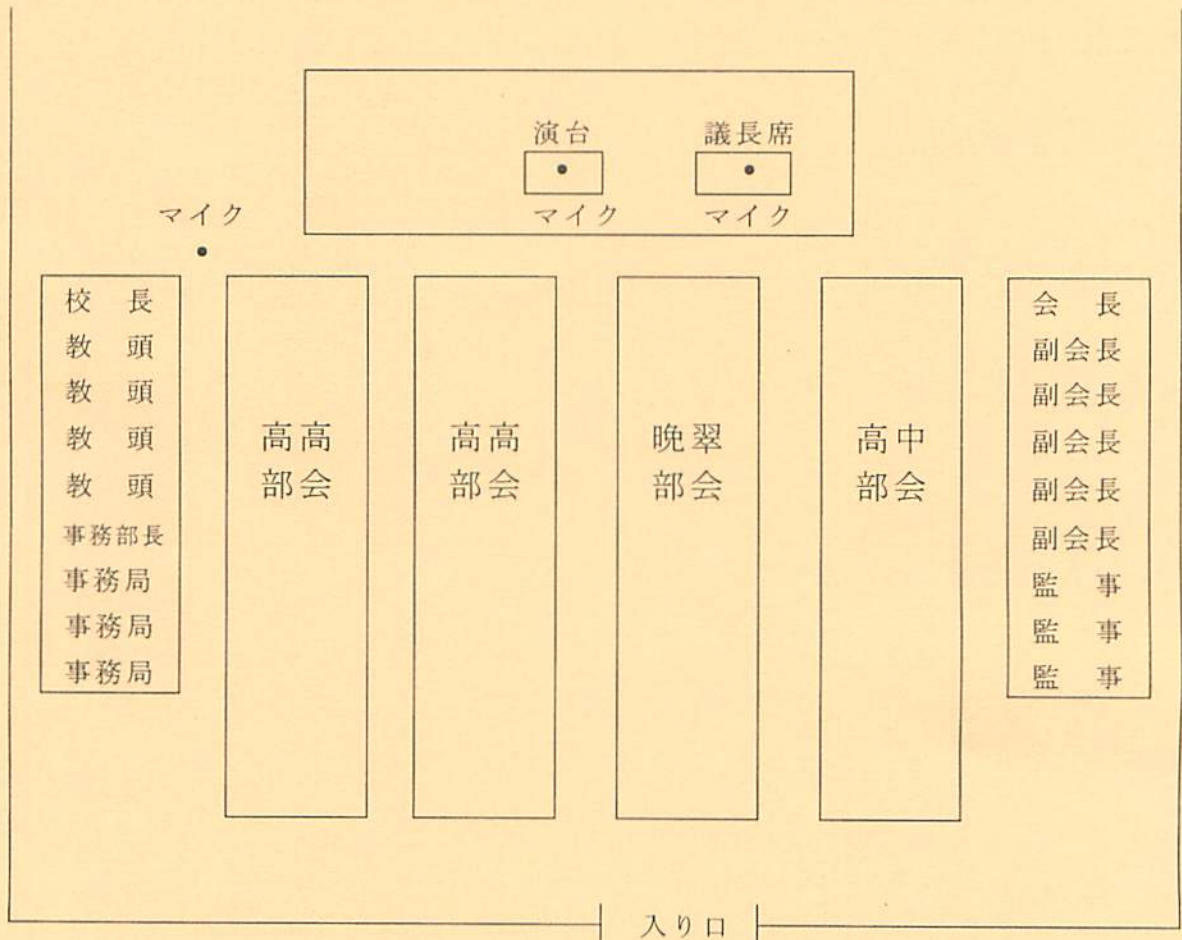 演台
議長席
マイク
マイク
マイク
校長
教頭
教頭
教頭
教頭
事務部長
事務局
事務局
事務局
高高
部会
高高
部会
晩翠
部会
高中
部会
会長
副会長
副会長
副会長
副会長
副会長
監事
監事
監事
入り口